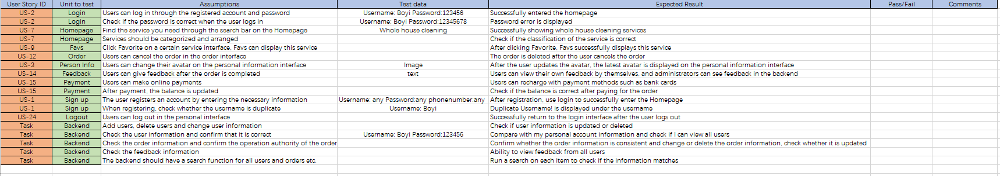 User Story ID Unit to test Assumptions Test data Expected Result Pass/Fail Comments
US-2 Login Users can log in through the registered account and password Username: Boyi Password:123456 Successfully entered the homepage
US-2 Login Check if the password is correct when the user logs in Username: Boyi Password:12345678 Password error is displayed
US-7 Homepage Find the service you need through the search bar on the Homepage Whole house cleaning Successfully showing whole house cleaning services
US-7 Homepage Services should be categorized and arranged Check if the classification of the service is correct
US-9 Favs Click Favorite on a certain service interface, Favs can display this service After clicking Favorite, Favs successfully displays this service
US-12 Order Users can cancel the order in the order interface The order is deleted after the user cancels the order
US-3 Person Info Users can change their avatar on the personal information interface Image After the user updates the avatar, the latest avatar is displayed on the personal information interface
US-14 Feedback Users can give feedback after the order is completed text Users can view their own feedback by themselves, and administrators can see feedback in the backend
US-15 Payment Users can make online payments Users can recharge with payment methods such as bank cards
US-15 Payment After payment, the balance is updated Check if the balance is correct after paying for the order
US-1 Sign up The user registers an account by entering the necessary information Username: any Password:any phonenumber:any After registration, use login to successfully enter the Homepage
US-1 Sign up When registering, check whether the username is duplicate Username: Boyi Duplicate Username! is displayed under the username
US-24 Logout Users can log out in the personal interface Successfully return to the login interface after the user logs out
Task Backend Add users, delete users and change user information Check if user information is updated or deleted
Task Backend Check the user information and confirm that it is correct Username: Boyi Password:123456 Compare with my personal account information and check if I can view all users
Task Backend Check the order information and confirm the operation authority of the order Confirm whether the order information is consistent and change or delete the order information, check whether it is updated
Task Backend Check the feedback information Ability to view feedback from all users
Task Backend The backend should have a search function for all users and orders etc. Run a search on each item to check if the information matches